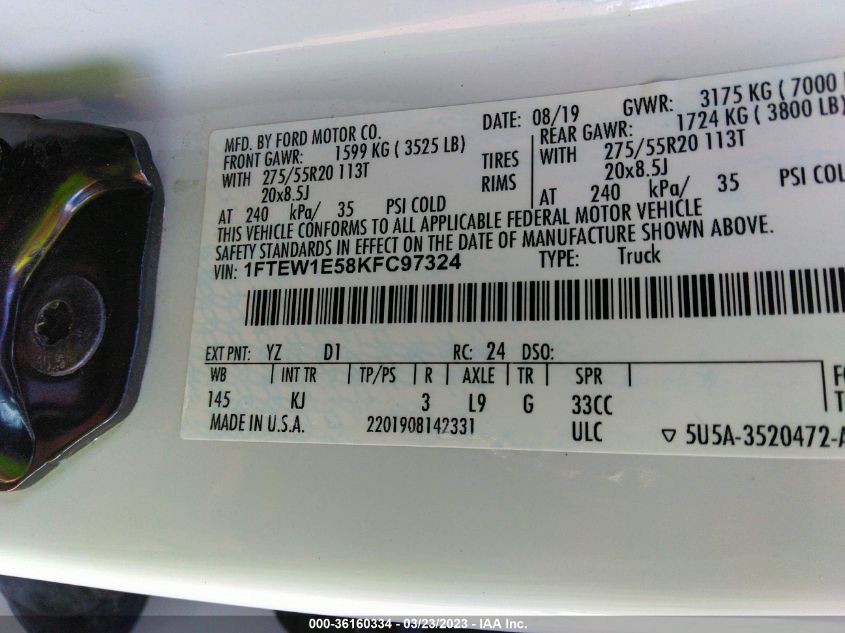 MFD. BY FORD MOTOR CO.
DATE: 08/19 GVWR: 3175 KG ( 7000
FRONT GAWR: 1599 KG ( 3525 LB)
REAR GAWR: 1724 KG ( 3800 LB)
WITH 275/55R20 113T TIRES WITH 275/55R20 113T
20x8.5J RIMS 20x8.5J
AT 240 kPa/ 35 PSI COLD AT 240 kPa/ 35 PSI COL
THIS VEHICLE CONFORMS TO ALL APPLICABLE FEDERAL MOTOR VEHICLE
SAFETY STANDARDS IN EFFECT ON THE DATE OF MANUFACTURE SHOWN ABOVE.
VIN: 1FTEW1E58KFC97324 TYPE: Truck
EXT PNT: YZ D1 RC: 24 DSO:
WB INT TR TP/PS R AXLE TR SPR
145 KJ 3 L9 G 33CC
MADE IN U.S.A. 2201908142331 ULC 5U5A-3520472-A
10.9
000-36160334 - 03/23/2023 - IAA Inc.